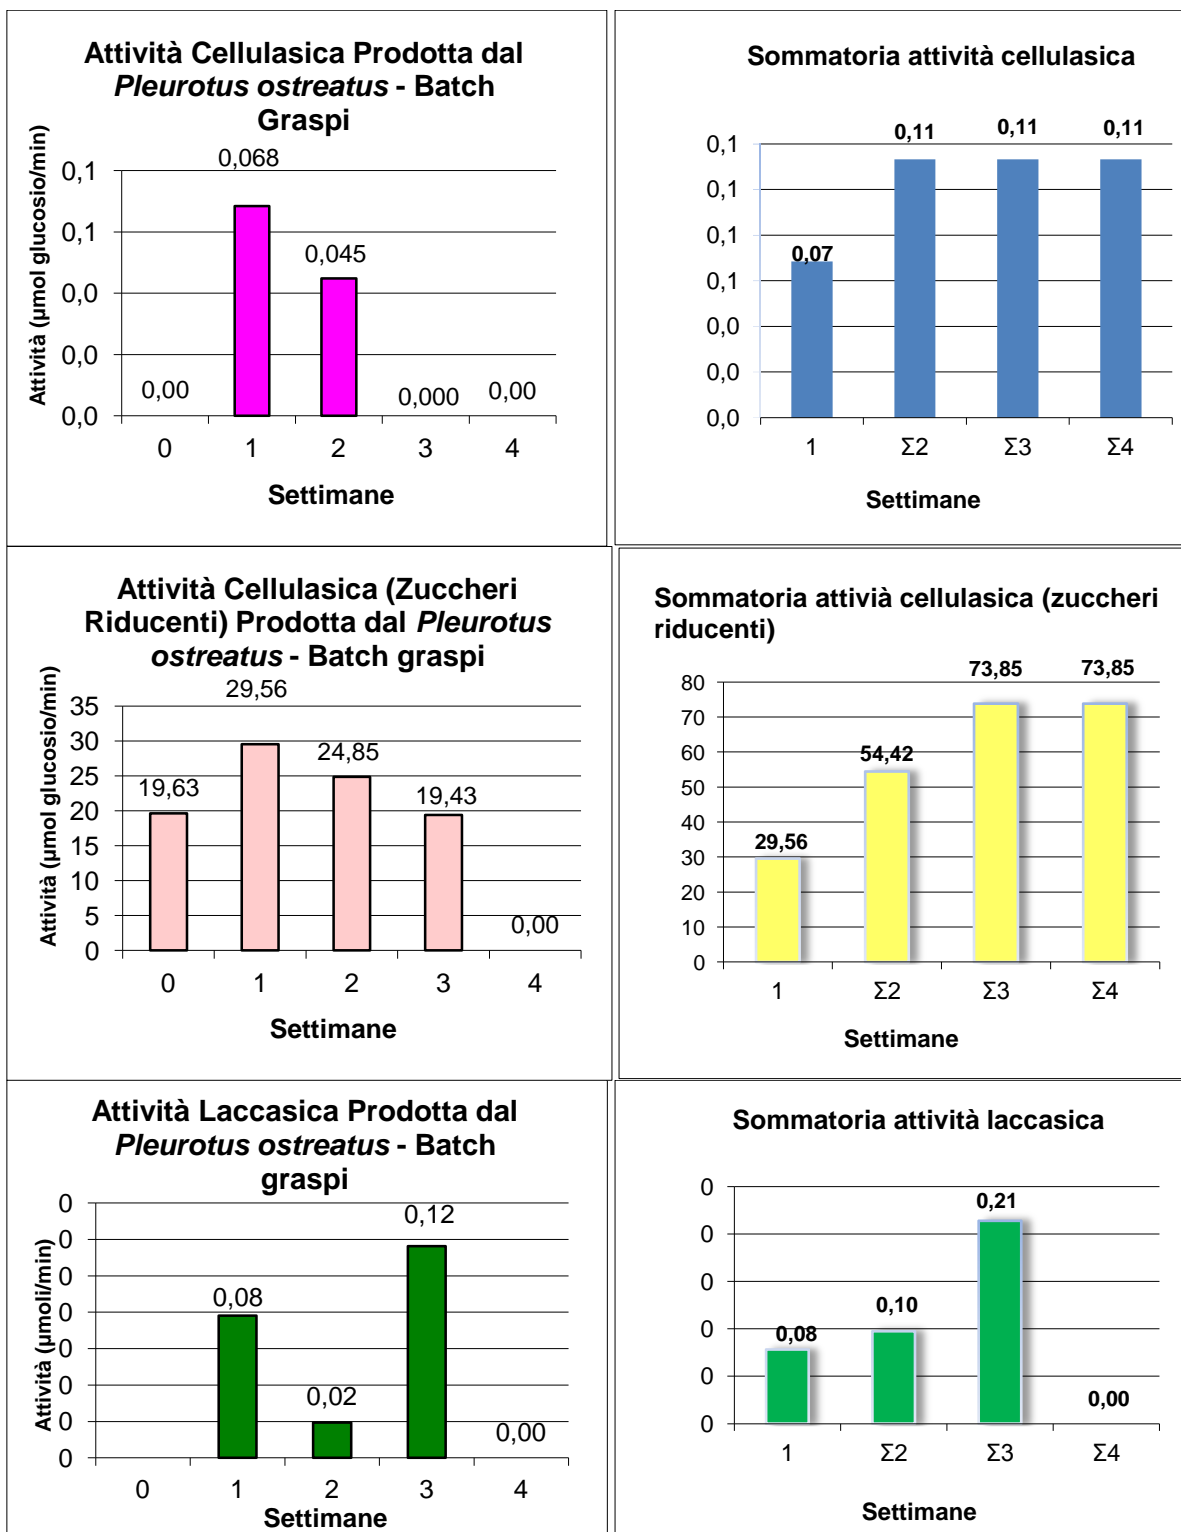 Attività Cellulasica Prodotta dal
Pleurotus ostreatus - Batch
Graspi
Attività (µmol glucosio/min)
0,1
0,1
0,0
0,0
0,0
0,00
0,068
0,045
0,000
0,00
0
1
2
3
4
Settimane
Sommatoria attività cellulasica
0,1
0,1
0,1
0,1
0,0
0,0
0,0
0,07
0,11
0,11
0,11
1
Σ2
Σ3
Σ4
Settimane
Attività Cellulasica (Zuccheri
Riducenti) Prodotta dal Pleurotus
ostreatus - Batch graspi
Attività (µmol glucosio/min)
35
30
25
20
15
10
5
0
19,63
29,56
24,85
19,43
0,00
0
1
2
3
4
Settimane
Sommatoria attivià cellulasica (zuccheri
riducenti)
80
70
60
50
40
30
20
10
0
29,56
54,42
73,85
73,85
1
Σ2
Σ3
Σ4
Settimane
Attività Laccasica Prodotta dal
Pleurotus ostreatus - Batch
graspi
Attività (µmoli/min)
0
0
0
0
0
0
0
0
0,08
0,02
0,12
0,00
0
1
2
3
4
Settimane
Sommatoria attività laccasica
0
0
0
0
0
0
0,08
0,10
0,21
0,00
1
Σ2
Σ3
Σ4
Settimane